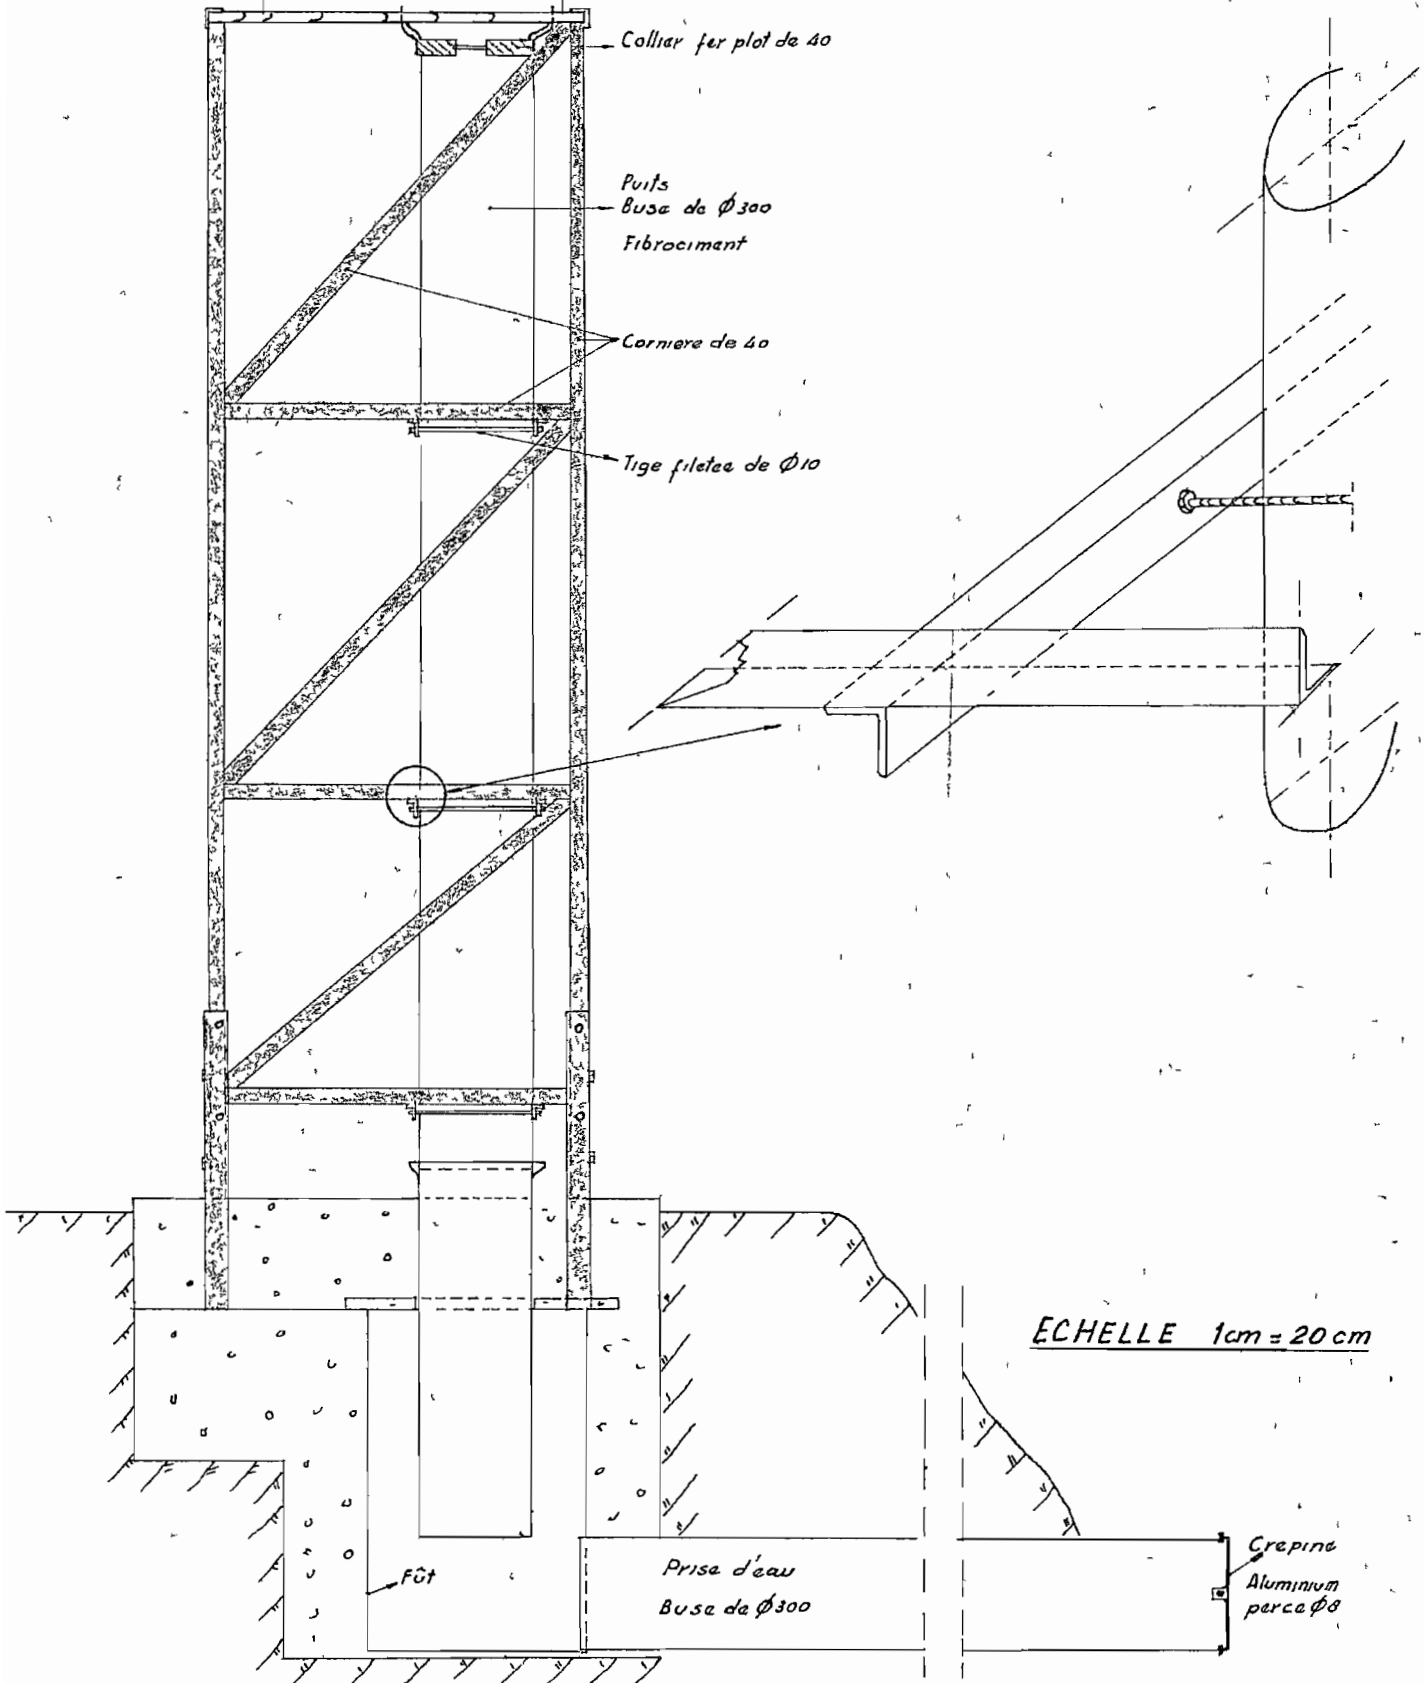 Collier fer plot de 40
Puits
Buse de Ø300
Fibrociment
Corniere de 40
Tige filetee de Ø10
ECHELLE 1cm = 20 cm
Crepine
Aluminium
perce Ø8
Prise d'eau
Buse de Ø300
Fût